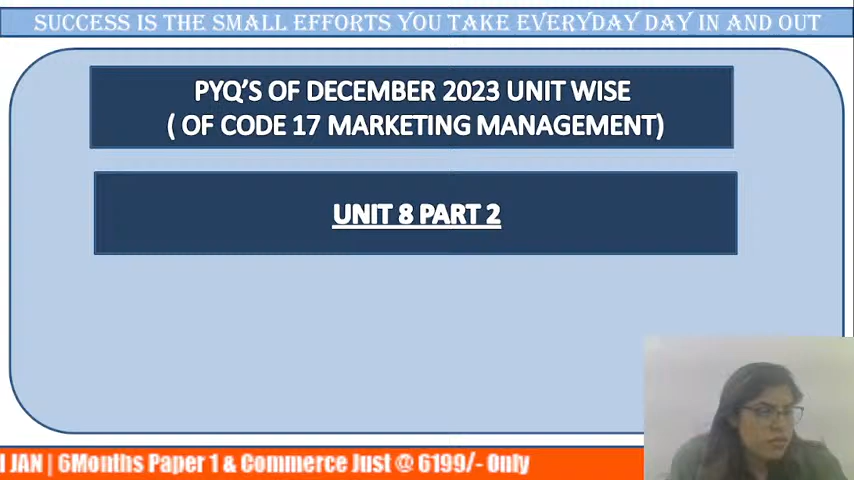 SUCCESS IS THE SMALL EFFORTS YOU TAKE EVERYDAY DAY IN AND OUT
PYQ'S OF DECEMBER 2023 UNIT WISE
( OF CODE 17 MARKETING MANAGEMENT)
UNIT 8 PART 2
JAN | 6Months Paper 1 & Commerce Just @ 6199/- Only